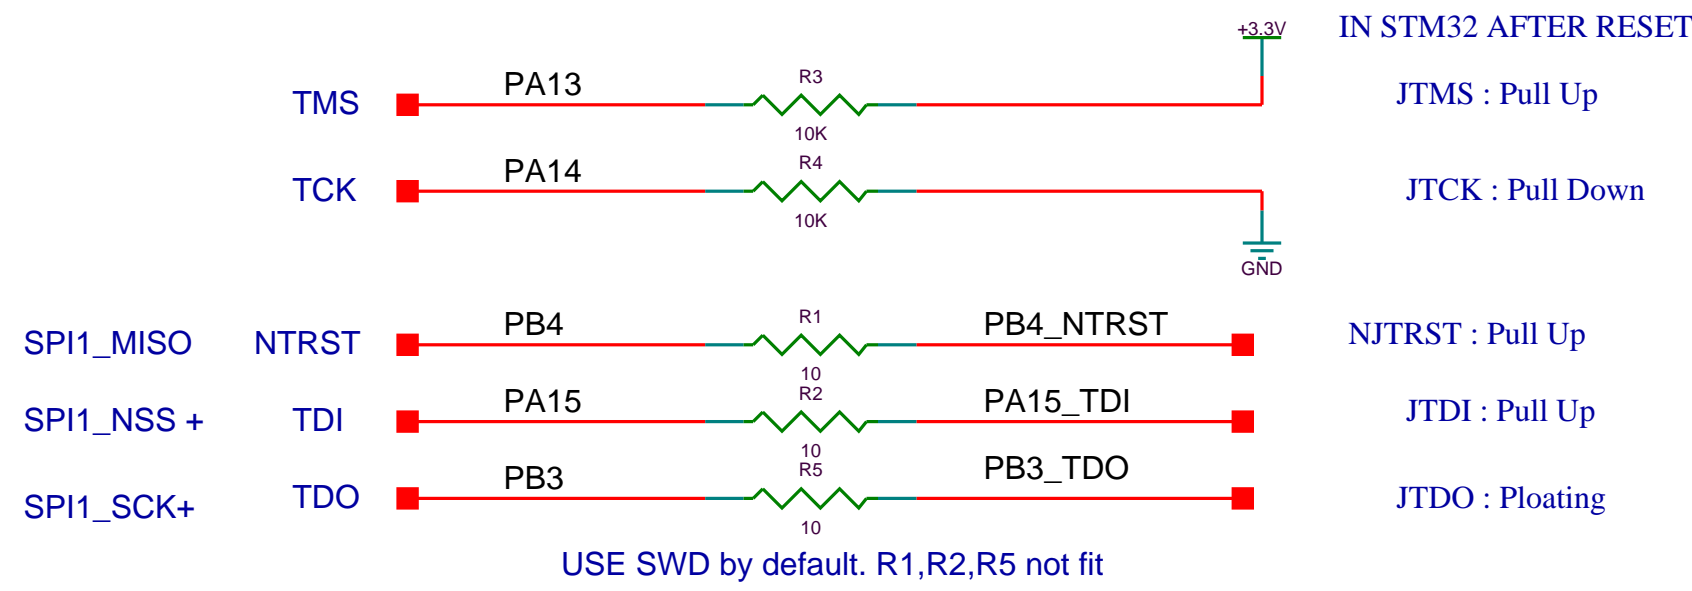 +3.3V IN STM32 AFTER RESET
TMS PA13 R3 10K JTMS : Pull Up
TCK PA14 R4 10K JTCK : Pull Down
GND
SPI1_MISO NTRST PB4 R1 10 PB4_NTRST NJTRST : Pull Up
SPI1_NSS + TDI PA15 R2 10 PA15_TDI JTDI : Pull Up
SPI1_SCK+ TDO PB3 R5 10 PB3_TDO JTDO : Ploating
USE SWD by default. R1,R2,R5 not fit